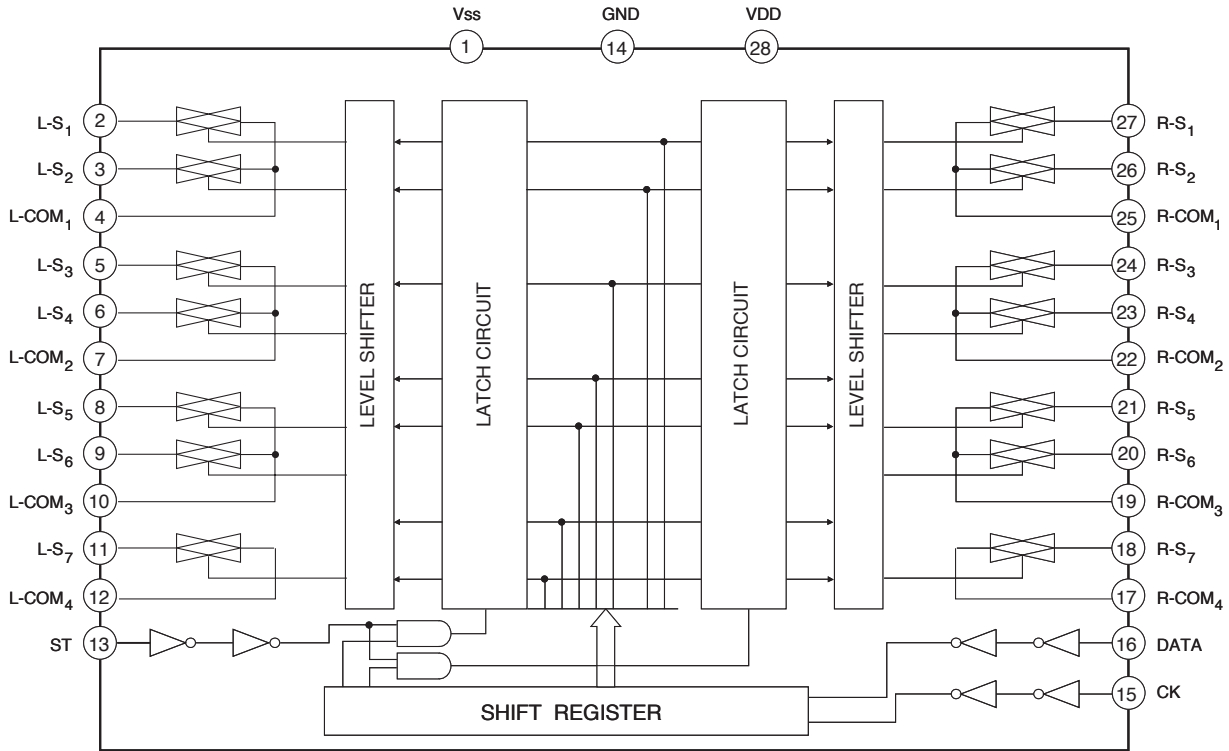 Vss GND VDD
1 14 28
L-S1 2 27 R-S1
L-S2 3 26 R-S2
L-COM1 4 25 R-COM1
L-S3 5 24 R-S3
L-S4 6 23 R-S4
L-COM2 7 22 R-COM2
L-S5 8 21 R-S5
L-S6 9 20 R-S6
L-COM3 10 19 R-COM3
L-S7 11 18 R-S7
L-COM4 12 17 R-COM4
ST 13 16 DATA
15 CK
LEVEL SHIFTER
LATCH CIRCUIT
LATCH CIRCUIT
LEVEL SHIFTER
SHIFT REGISTER